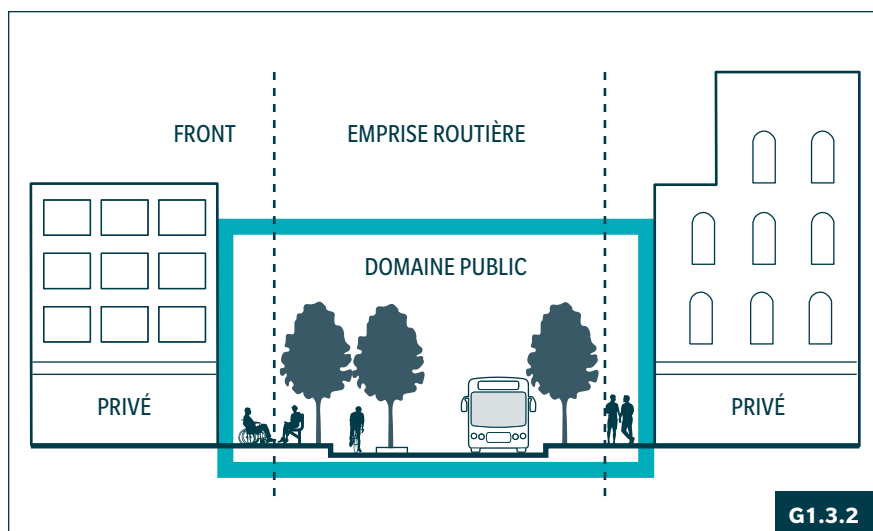 FRONT
EMPRISE ROUTIÈRE
DOMAINE PUBLIC
PRIVÉ
PRIVÉ
G1.3.2